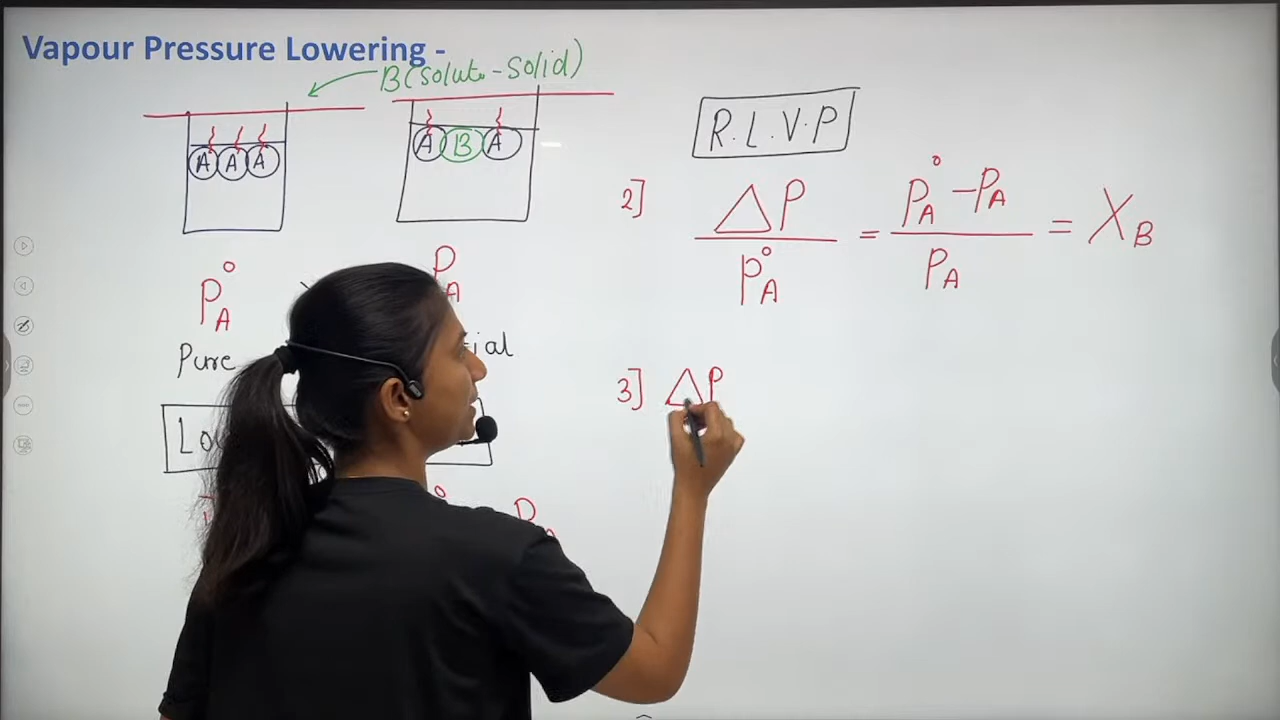 Vapour Pressure Lowering -
B(Solute-Solid)
A A A
A B A
P°A
PA
Pure
R.L.V.P
2] ΔP / P°A = P°A - PA / PA = XB
3] ΔP